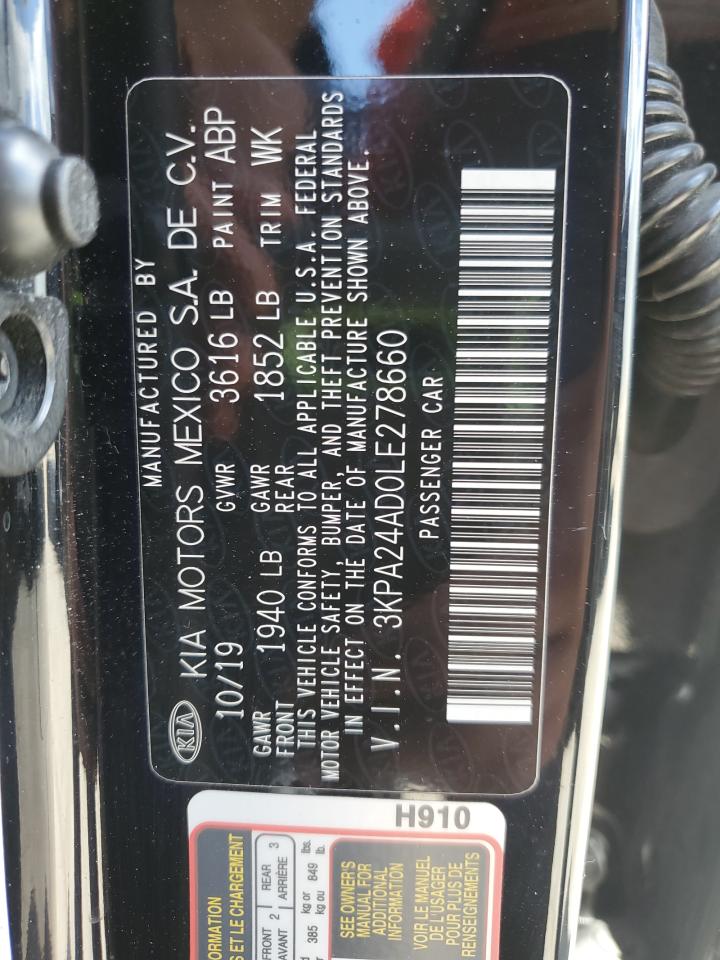 MANUFACTURED BY
KIA KIA MOTORS MEXICO S.A. DE C.V.
10/19 GVWR 3616 LB PAINT ABP
GAWR FRONT 1940 LB GAWR REAR 1852 LB TRIM WK
THIS VEHICLE CONFORMS TO ALL APPLICABLE U.S.A. FEDERAL
MOTOR VEHICLE SAFETY, BUMPER, AND THEFT PREVENTION STANDARDS
IN EFFECT ON THE DATE OF MANUFACTURE SHOWN ABOVE.
V.I.N. 3KPA24AD0LE278660
PASSENGER CAR
H910
ET LE CHARGEMENT
FRONT 2 REAR 3
AVANT ARRIÈRE
385 kg or 849 lbs.
kg ou lb.
SEE OWNER'S
MANUAL FOR
ADDITIONAL
INFORMATION
VOIR LE MANUEL
DE L'USAGER
POUR PLUS DE
RENSEIGNEMENTS